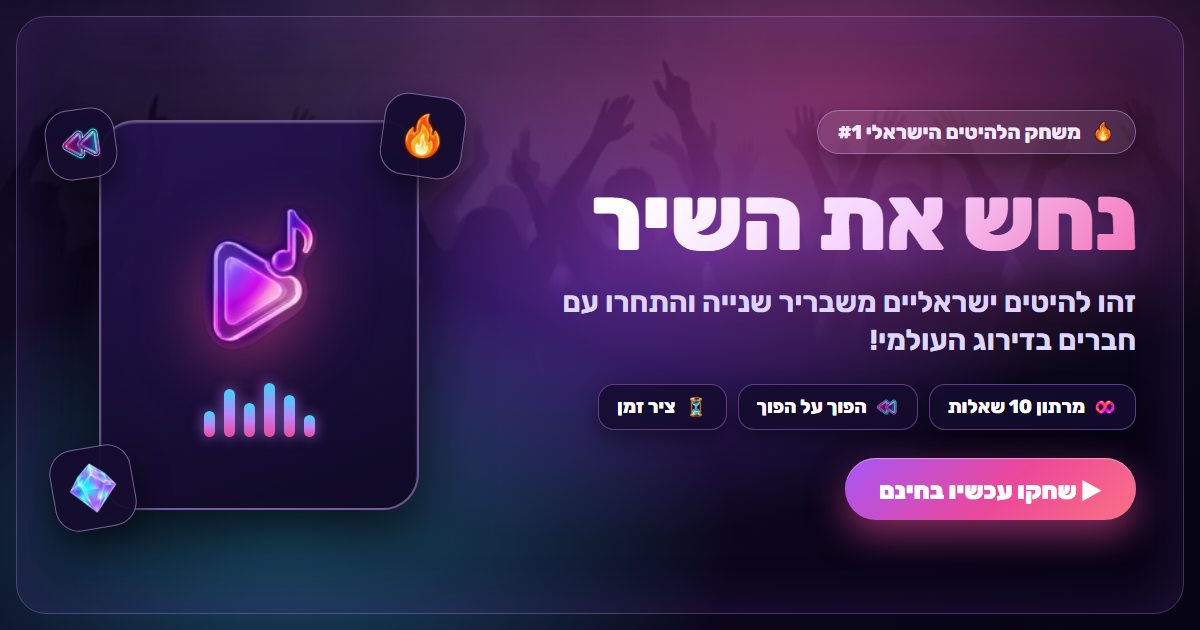 משחק הלהיטים הישראלי #1
נחש את השיר
זהו להיטים ישראליים משבריר שנייה והתחרו עם
חברים בדירוג העולמי!
מרתון 10 שאלות
הפוך על הפוך
ציר זמן
שחקו עכשיו בחינם